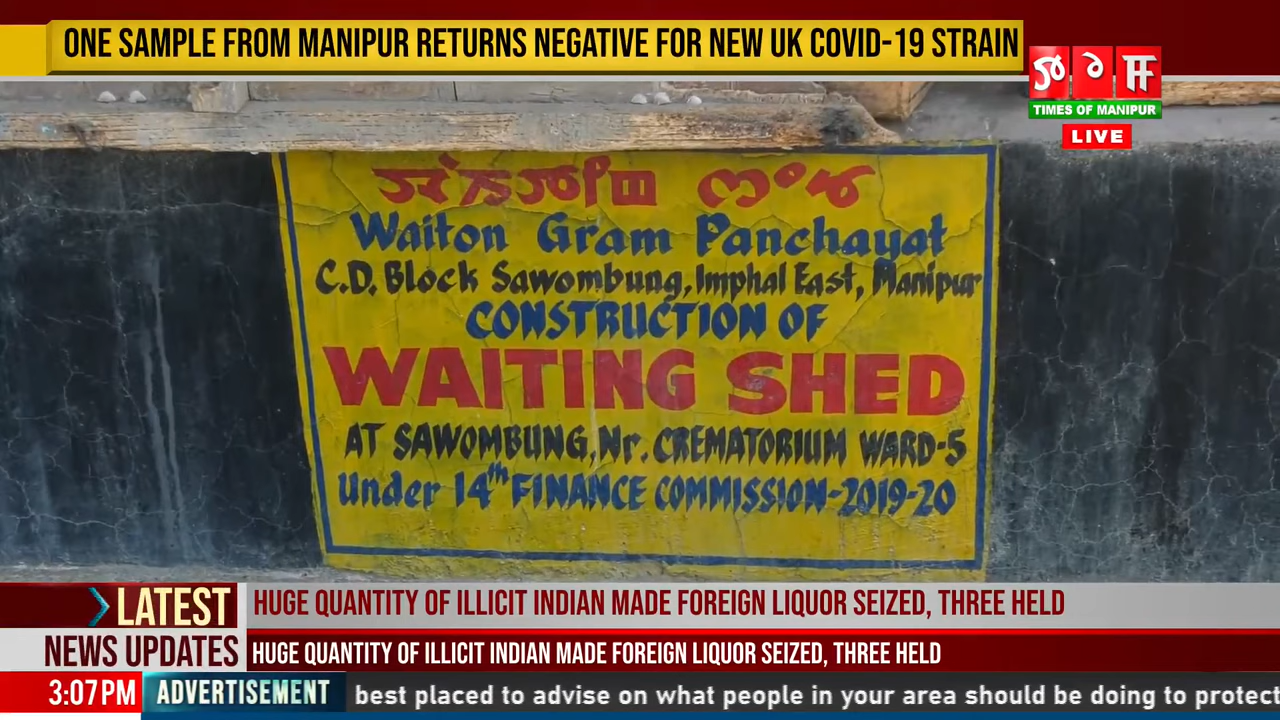 ONE SAMPLE FROM MANIPUR RETURNS NEGATIVE FOR NEW UK COVID-19 STRAIN
TIMES OF MANIPUR
LIVE
Waiton Gram Panchayat
C.D. Block Sawombung, Imphal East, Manipur
CONSTRUCTION OF
WAITING SHED
AT SAWOMBUNG, Nr. CREMATORIUM WARD-5
Under 14th FINANCE COMMISSION-2019-20
LATEST
NEWS UPDATES
HUGE QUANTITY OF ILLICIT INDIAN MADE FOREIGN LIQUOR SEIZED, THREE HELD
HUGE QUANTITY OF ILLICIT INDIAN MADE FOREIGN LIQUOR SEIZED, THREE HELD
3:07 PM
ADVERTISEMENT
best placed to advise on what people in your area should be doing to protect